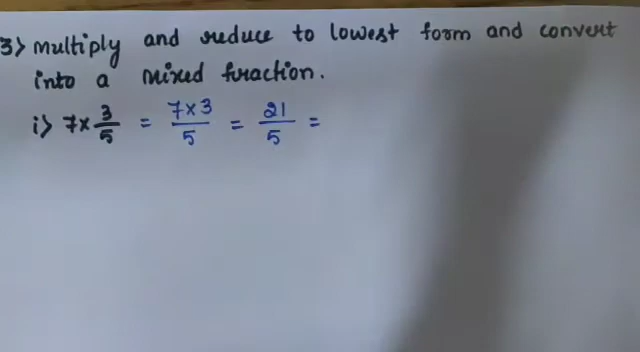 3> Multiply and reduce to lowest form and convert
into a mixed fraction.
i> 7 × 3/5 = 7 × 3/5 = 21/5 =